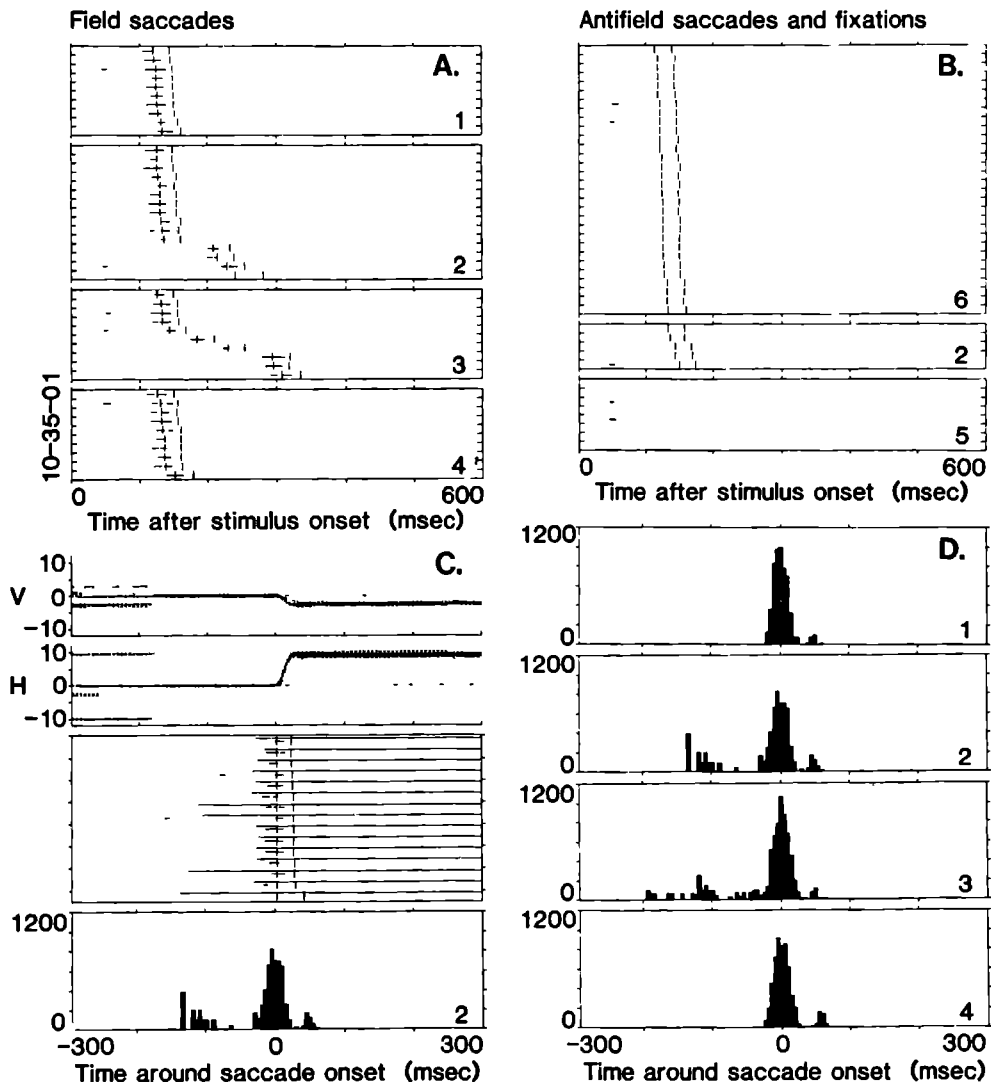 Field saccades
Antifield saccades and fixations
A.
1
2
3
4
10-35-01
0 600
Time after stimulus onset (msec)
B.
6
2
5
0 600
Time after stimulus onset (msec)
C.
V
10
0
-10
H
10
0
-10
1200
0
2
-300 0 300
Time around saccade onset (msec)
D.
1200
0
1
1200
0
2
1200
0
3
1200
0
4
-300 0 300
Time around saccade onset (msec)